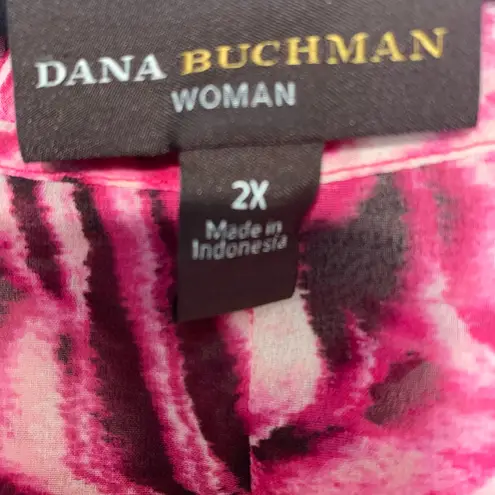 DANA BUCHMAN
WOMAN
2X
Made in
Indonesia